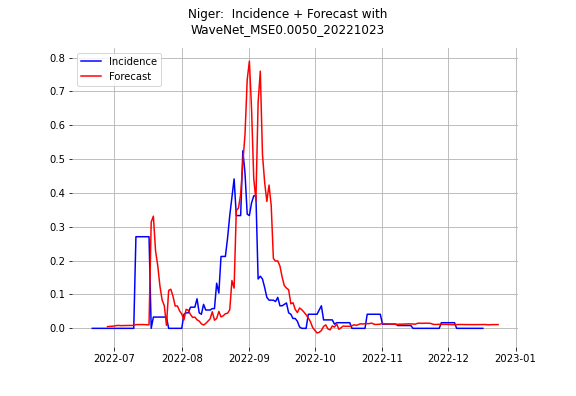 Niger:  Incidence + Forecast with
WaveNet_MSE0.0050_20221023
Incidence
Forecast
0.8
0.7
0.6
0.5
0.4
0.3
0.2
0.1
0.0
2022-07 2022-08 2022-09 2022-10 2022-11 2022-12 2023-01